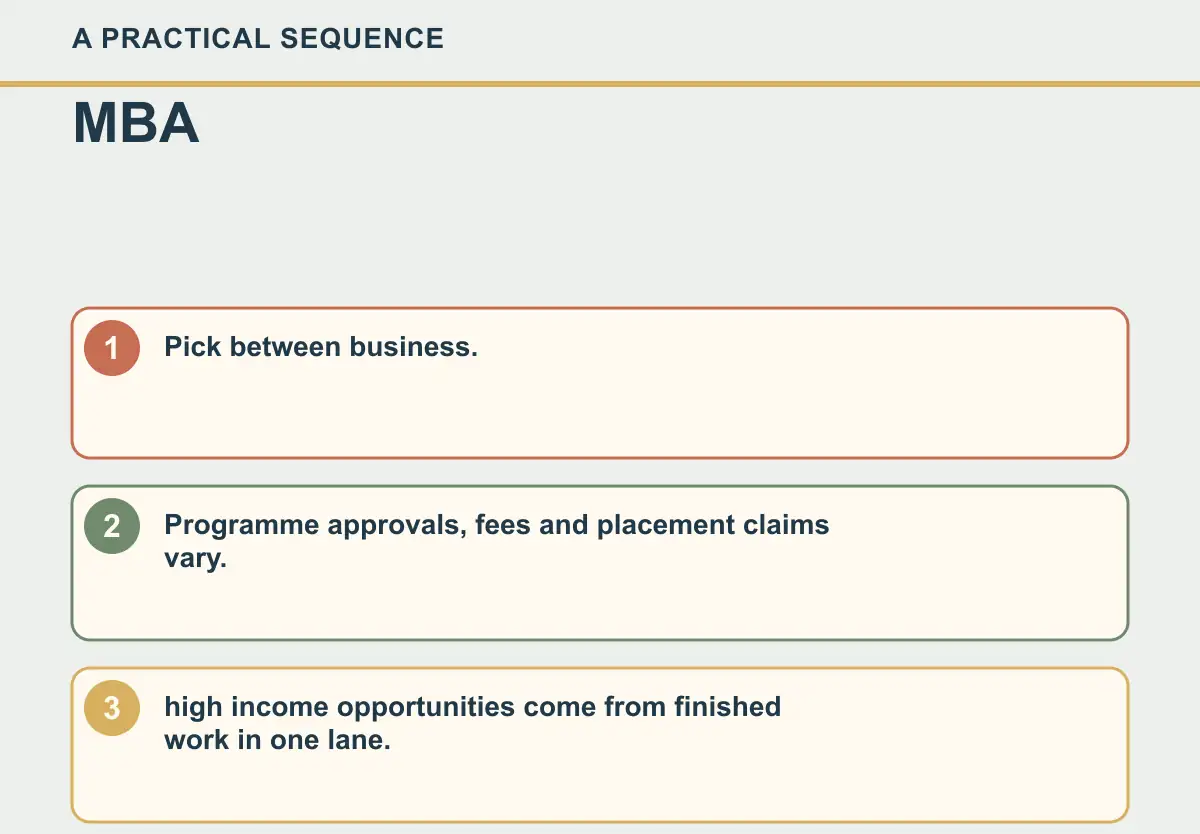 A PRACTICAL SEQUENCE
MBA
1
Pick between business.
2
Programme approvals, fees and placement claims
vary.
3
high income opportunities come from finished
work in one lane.